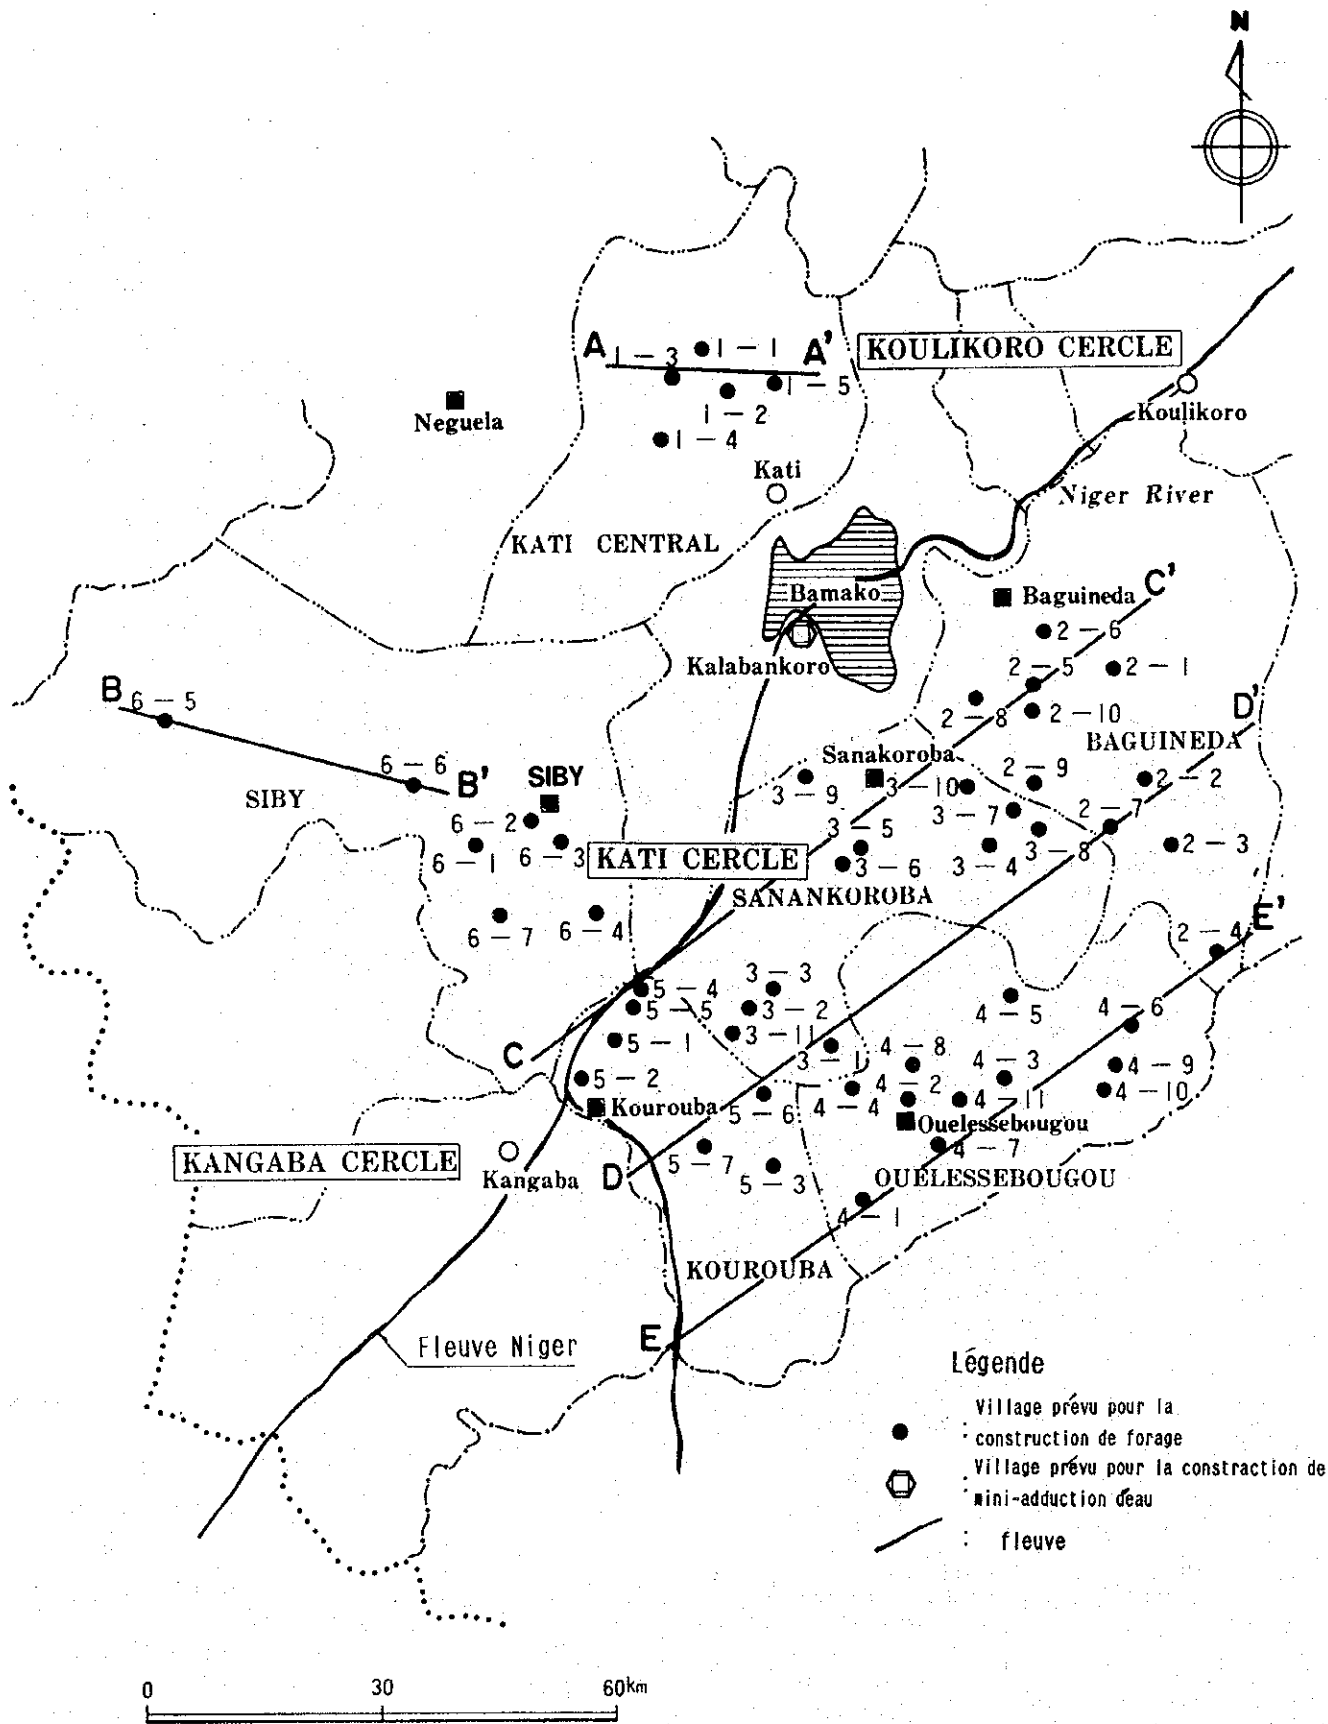 N
A
1 – 3
1 – 1
A'
KOULIKORO CERCLE
1 – 5
1 – 2
1 – 4
Neguela
Koulikoro
Kati
Niger River
KATI CENTRAL
Bamako
Baguineda
C'
2 – 6
Kalabankoro
2 – 5
2 – 1
B
6 – 5
2 – 8
2 – 10
D'
BAGUINEDA
Sanakoroba
6 – 6
B'
SIBY
SIBY
3 – 9
3 – 10
2 – 9
2 – 2
3 – 7
2 – 7
6 – 2
3 – 5
6 – 1
6 – 3
KATI CERCLE
3 – 6
3 – 4
3 – 8
2 – 3
SANANKOROBA
6 – 7
6 – 4
2 – 4
E'
5 – 4
3 – 3
5 – 5
3 – 2
4 – 5
4 – 6
5 – 1
3 – 11
C
3 – 1
4 – 8
4 – 3
4 – 9
5 – 2
4 – 2
4 – 10
Kourouba
5 – 6
4 – 4
4 – 11
Ouelessebougou
4 – 7
KANGABA CERCLE
Kangaba
D
5 – 7
5 – 3
OUELESSEBOUGOU
4 – 1
KOUROUBA
E
Fleuve Niger
Légende
Village prévu pour la
: construction de forage
Village prévu pour la constraction de
: mini-adduction déau
: fleuve
0 30 60km